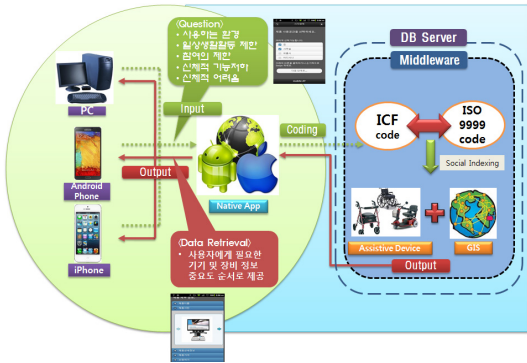 <Question>
• 사용하는 환경
• 일상생활활동 제한
• 참여의 제한
• 신체적 기능저하
• 신체적 어려움
DB Server
Middleware
PC
Input
Coding
ICF
code
ISO
9999
code
Social Indexing
Android
Phone
Output
Native App
iPhone
<Data Retrieval>
• 사용자에게 필요한
기기 및 장비 정보
중요도 순서로 제공
Assistive Device
GIS
Output